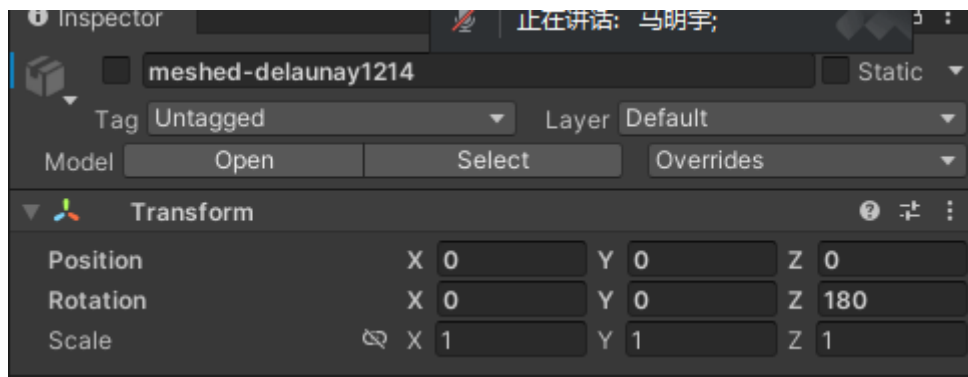 Inspector 正在讲话: 马明宇;
meshed-delaunay1214 Static
Tag Untagged Layer Default
Model Open Select Overrides
Transform
Position X 0 Y 0 Z 0
Rotation X 0 Y 0 Z 180
Scale X 1 Y 1 Z 1